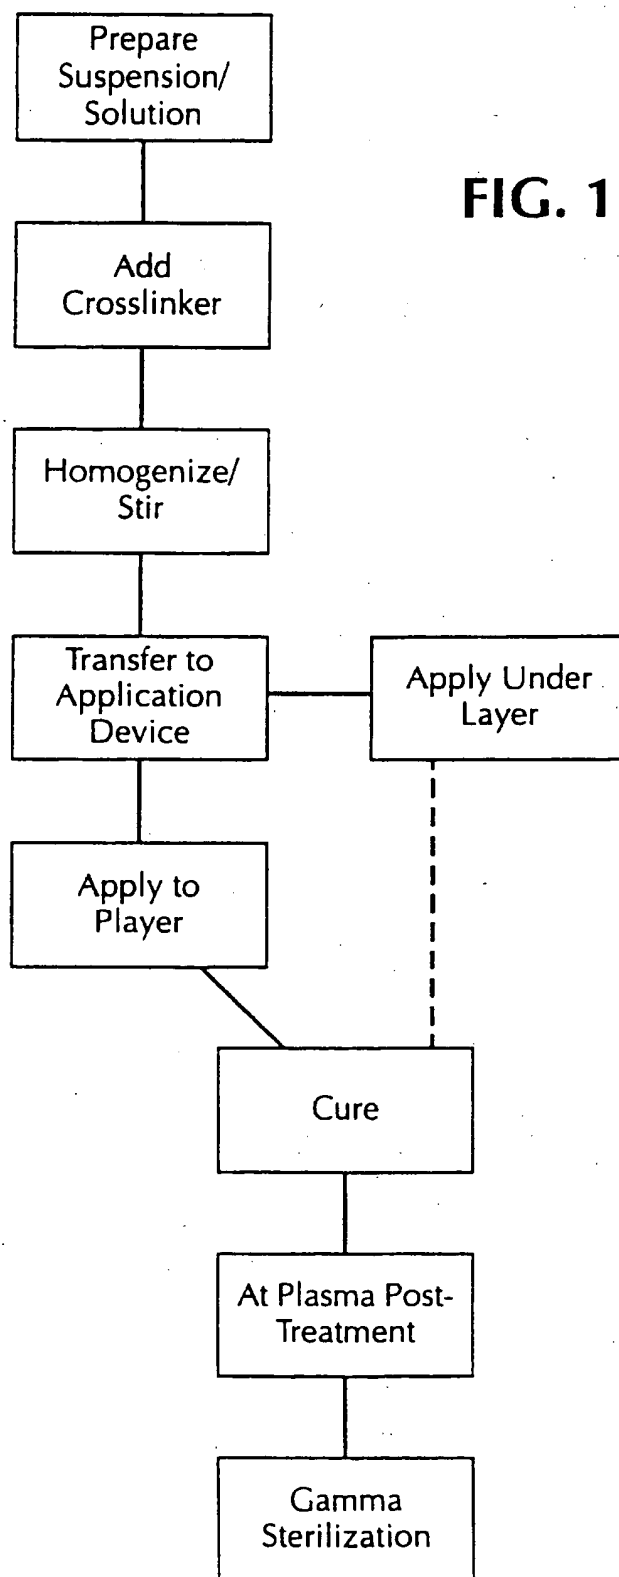 Prepare
Suspension/
Solution
FIG. 1
Add
Crosslinker
Homogenize/
Stir
Transfer to
Application
Device
Apply Under
Layer
Apply to
Player
Cure
At Plasma Post-
Treatment
Gamma
Sterilization